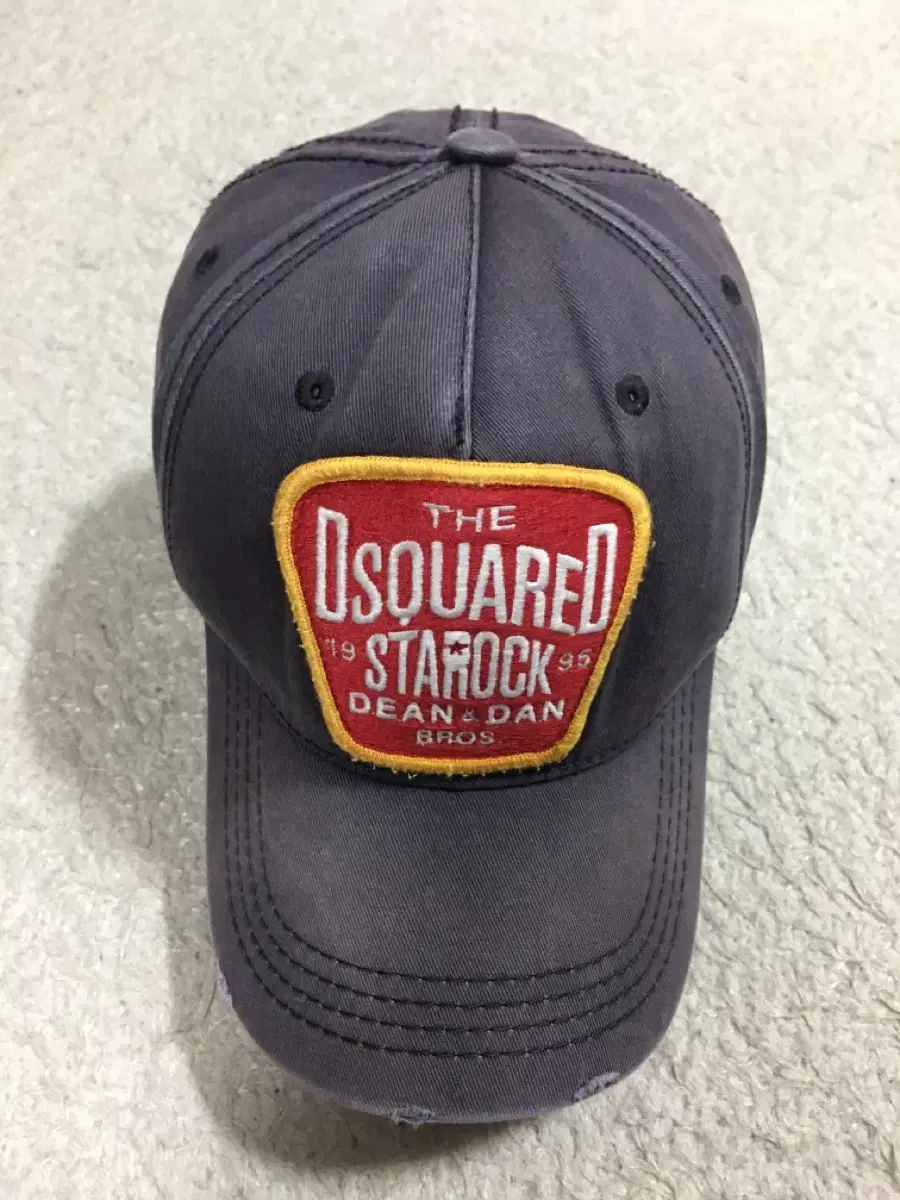 THE
DSQUARED
19 STAROCK 95
DEAN & DAN
BROS